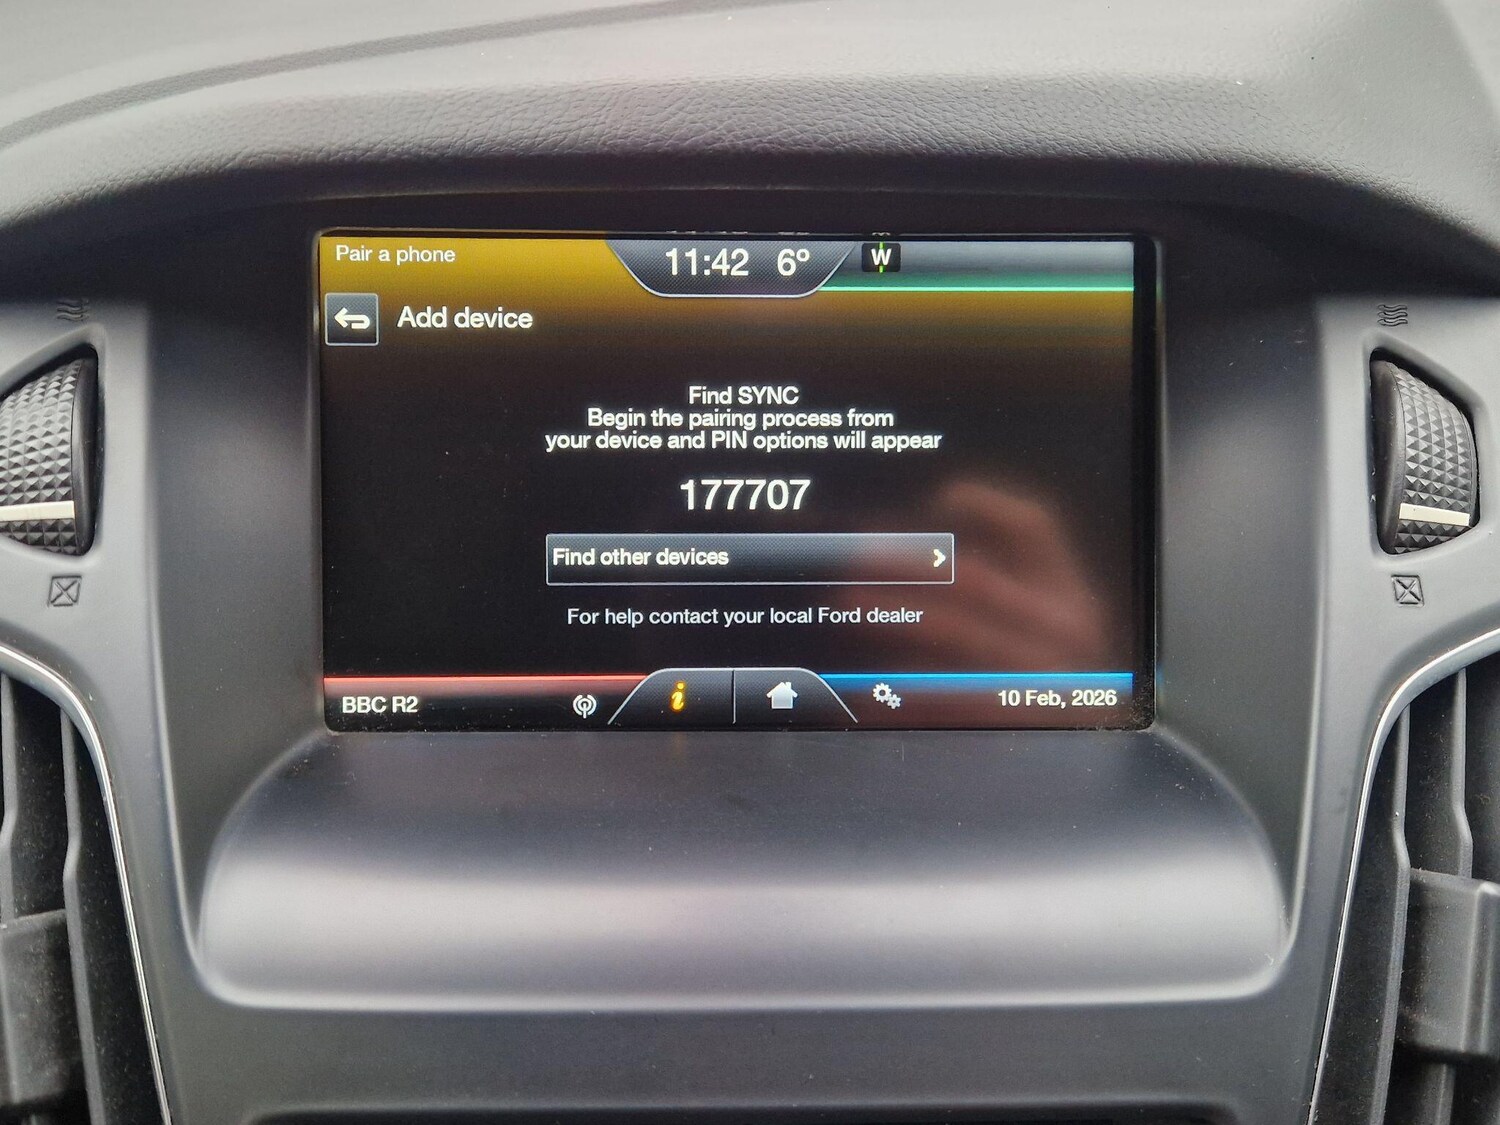 Pair a phone
11:42 6°
W
Add device
Find SYNC
Begin the pairing process from
your device and PIN options will appear
177707
Find other devices
For help contact your local Ford dealer
BBC R2
i
10 Feb, 2026